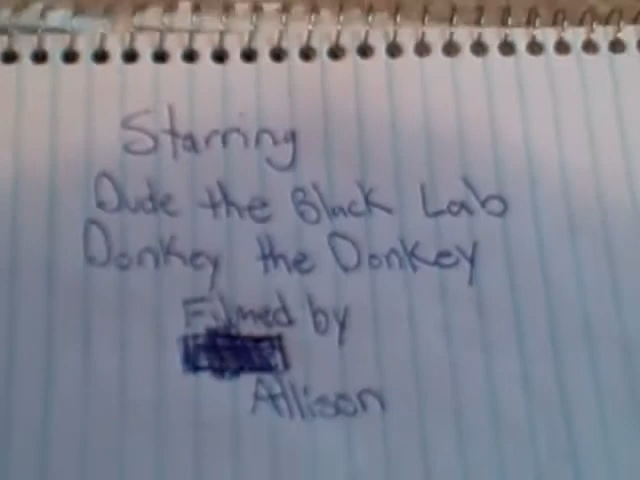 Starring
Dude the Black Lab
Donkey the Donkey
Filmed by
Allison